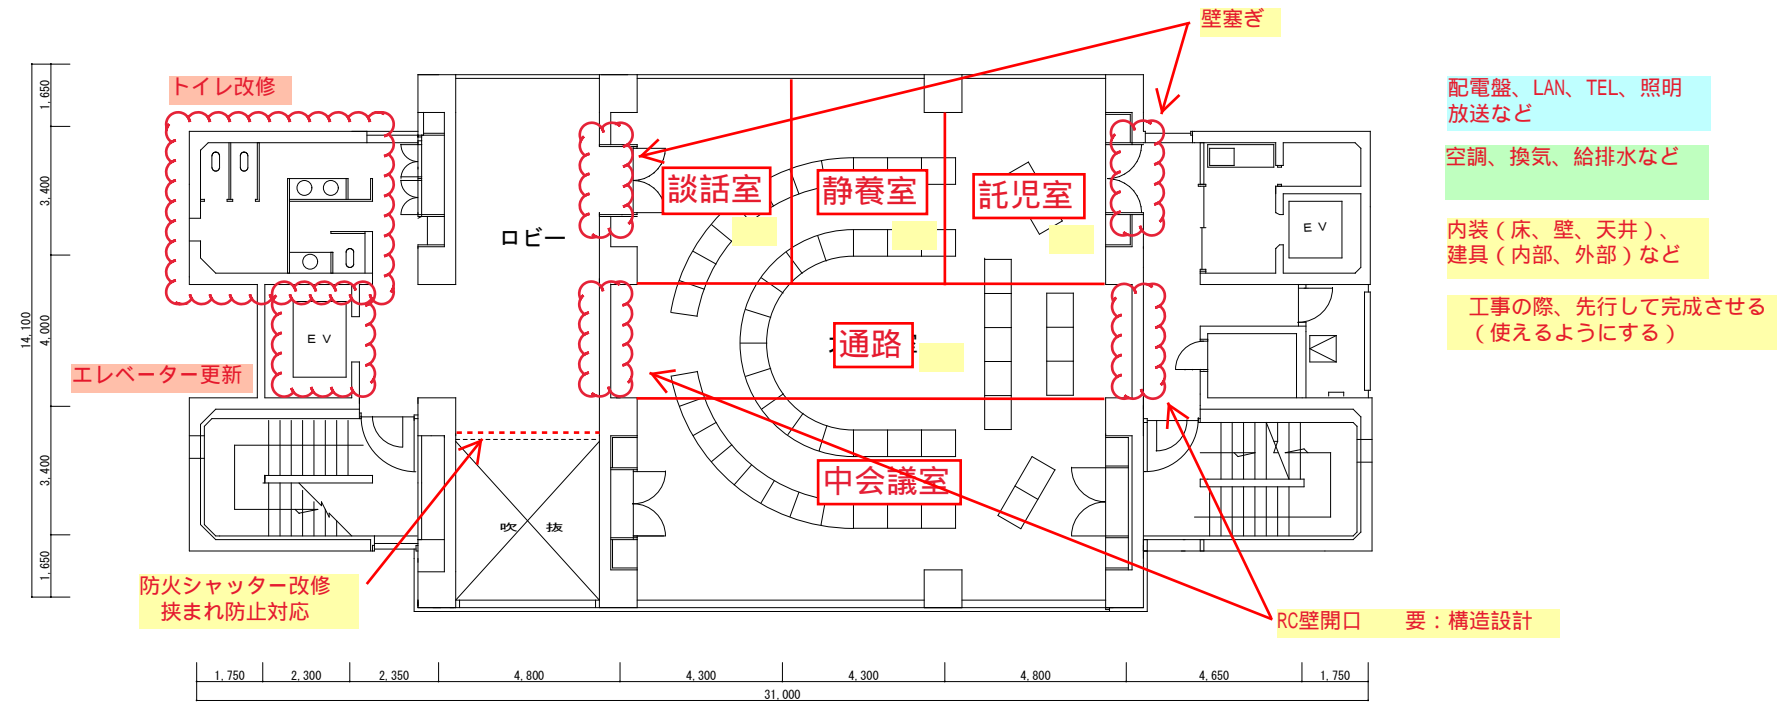 壁塞ぎ
トイレ改修
配電盤、LAN、TEL、照明
放送など
空調、換気、給排水など
内装（床、壁、天井）、
建具（内部、外部）など
工事の際、先行して完成させる
（使えるようにする）
談話室
静養室
託児室
ロビー
EV
EV
通路
エレベーター更新
中会議室
吹 抜
防火シャッター改修
挟まれ防止対応
RC壁開口 要：構造設計
1,650
3,400
4,000
3,400
1,650
14,100
1,750 2,300 2,350 4,800 4,300 4,300 4,800 4,650 1,750
31,000